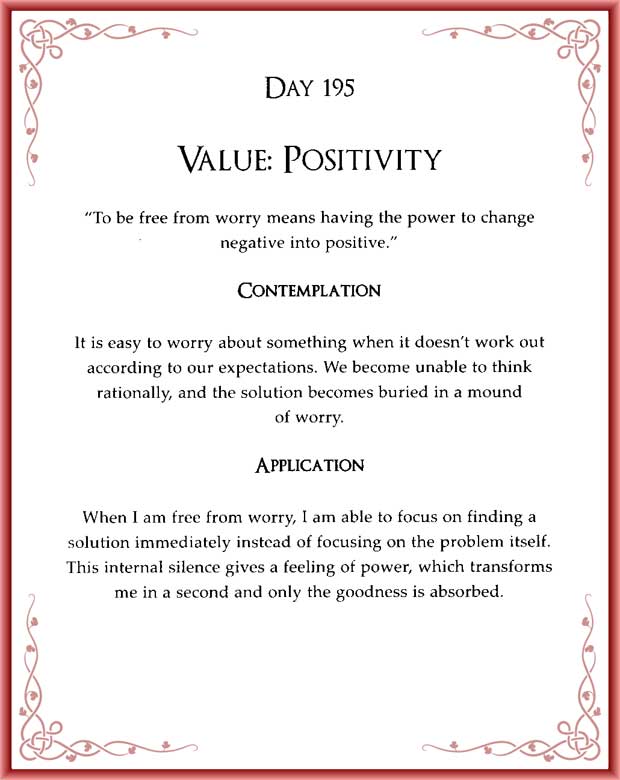 DAY 195
VALUE: POSITIVITY
“To be free from worry means having the power to change
negative into positive.”
CONTEMPLATION
It is easy to worry about something when it doesn’t work out
according to our expectations. We become unable to think
rationally, and the solution becomes buried in a mound
of worry.
APPLICATION
When I am free from worry, I am able to focus on finding a
solution immediately instead of focusing on the problem itself.
This internal silence gives a feeling of power, which transforms
me in a second and only the goodness is absorbed.